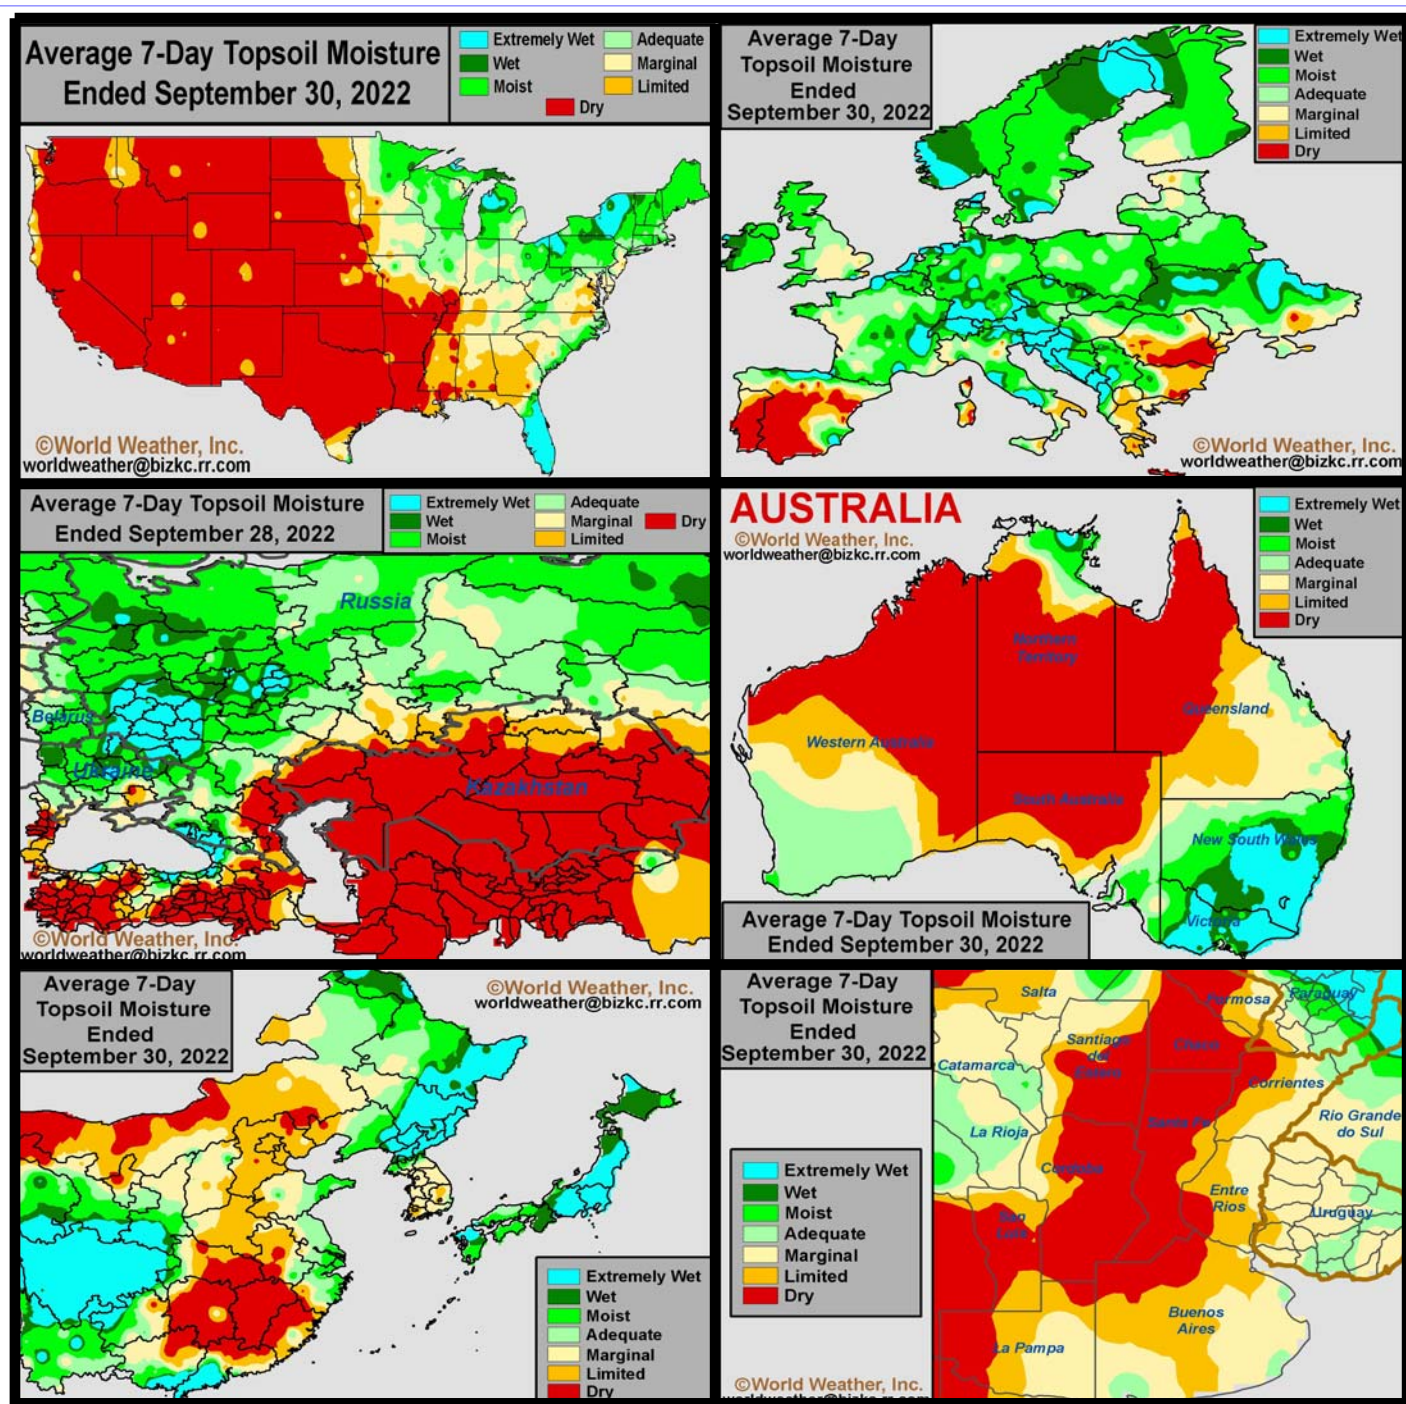 Average 7-Day Topsoil Moisture
Ended September 30, 2022
Extremely Wet
Wet
Moist
Adequate
Marginal
Limited
Dry
©World Weather, Inc.
worldweather@bizkc.rr.com
Average 7-Day
Topsoil Moisture
Ended
September 30, 2022
Extremely Wet
Wet
Moist
Adequate
Marginal
Limited
Dry
©World Weather, Inc.
worldweather@bizkc.rr.com
Average 7-Day Topsoil Moisture
Ended September 28, 2022
Extremely Wet
Wet
Moist
Adequate
Marginal
Limited
Dry
Russia
Belarus
Ukraine
Kazakhstan
©World Weather, Inc.
worldweather@bizkc.rr.com
AUSTRALIA
©World Weather, Inc.
worldweather@bizkc.rr.com
Extremely Wet
Wet
Moist
Adequate
Marginal
Limited
Dry
Northern
Territory
Queensland
Western Australia
South Australia
New South Wales
Victoria
Average 7-Day Topsoil Moisture
Ended September 30, 2022
Average 7-Day
Topsoil Moisture
Ended
September 30, 2022
©World Weather, Inc.
worldweather@bizkc.rr.com
Extremely Wet
Wet
Moist
Adequate
Marginal
Limited
Dry
Average 7-Day
Topsoil Moisture
Ended
September 30, 2022
Salta
Formosa
Paraguay
Santiago
del
Estero
Chaco
Catamarca
Corrientes
La Rioja
Santa Fe
Rio Grande
do Sul
Cordoba
Entre
Rios
San
Luis
Uruguay
Buenos
Aires
La Pampa
Extremely Wet
Wet
Moist
Adequate
Marginal
Limited
Dry
©World Weather, Inc.